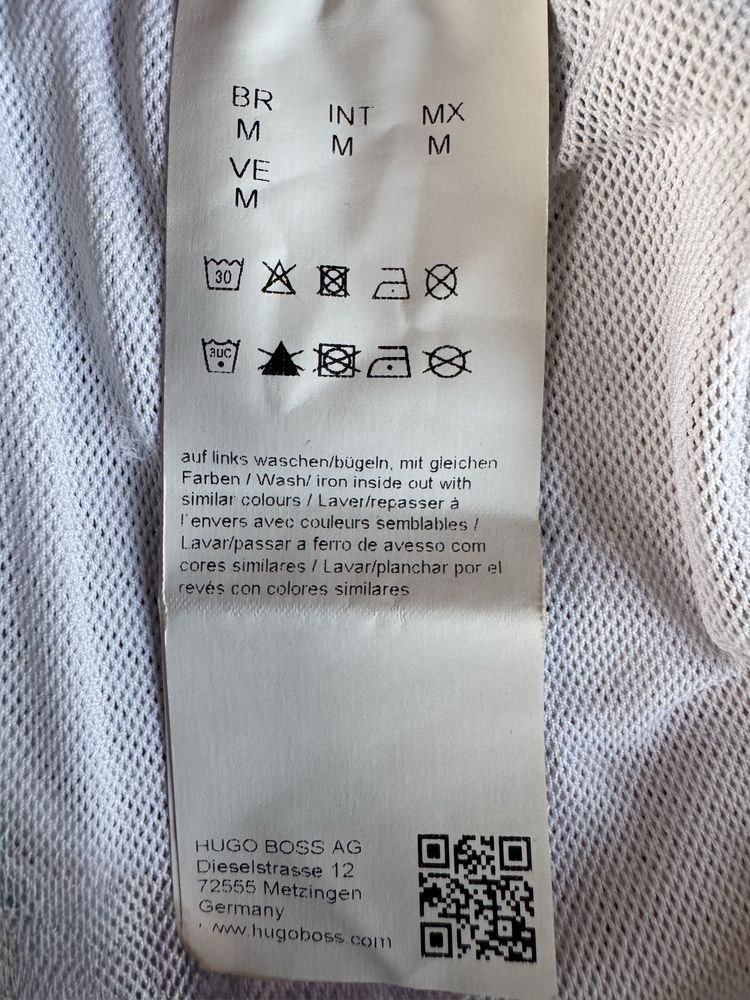 BR INT MX
M M M
VE
M
30
30C
auf links waschen/bügeln, mit gleichen
Farben / Wash/ iron inside out with
similar colours / Laver/repasser à
l'envers avec couleurs semblables /
Lavar/passar a ferro de avesso com
cores similares / Lavar/planchar por el
revés con colores similares
HUGO BOSS AG
Dieselstrasse 12
72555 Metzingen
Germany
www.hugoboss.com